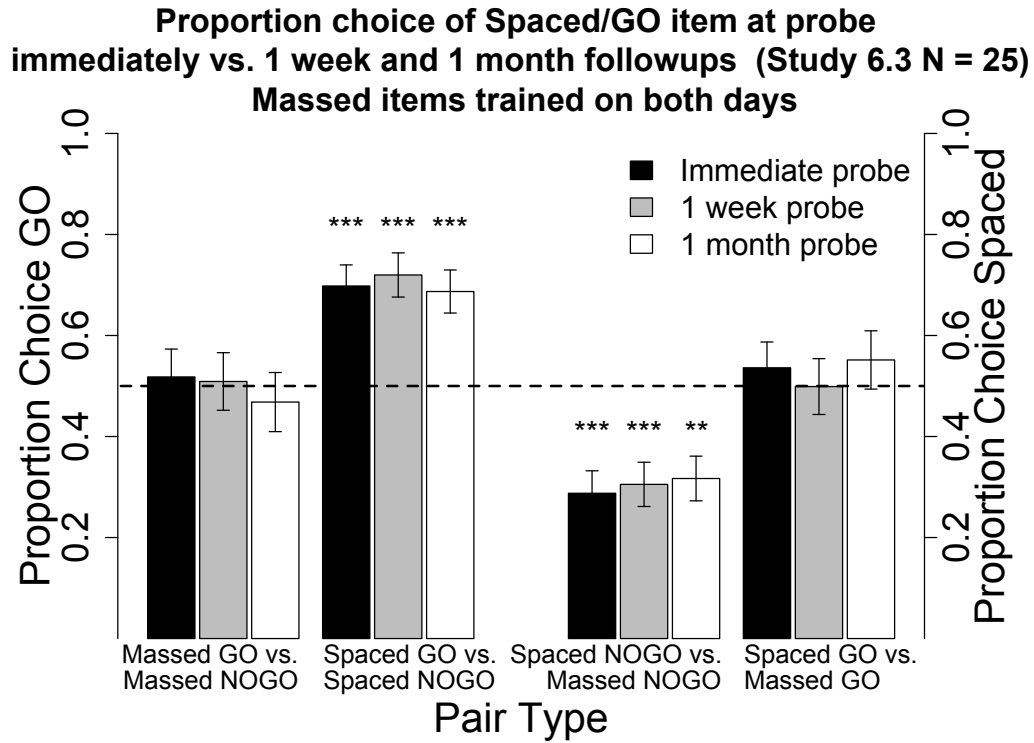 Proportion choice of Spaced/GO item at probe
immediately vs. 1 week and 1 month followups (Study 6.3 N = 25)
Massed items trained on both days
Proportion Choice GO
0.2 0.4 0.6 0.8 1.0
*** *** ***
*** *** **
Immediate probe
1 week probe
1 month probe
0.2 0.4 0.6 0.8 1.0
Proportion Choice Spaced
Massed GO vs.
Massed NOGO
Spaced GO vs.
Spaced NOGO
Spaced NOGO vs.
Massed NOGO
Spaced GO vs.
Massed GO
Pair Type